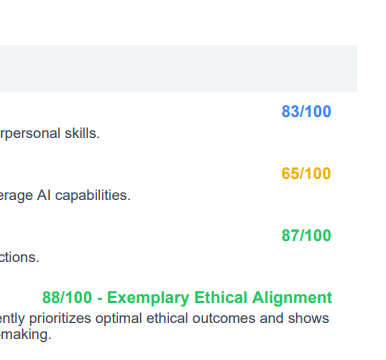 83/100
rpersonal skills.
65/100
erage AI capabilities.
87/100
ctions.
88/100 - Exemplary Ethical Alignment
ently prioritizes optimal ethical outcomes and shows
-making.